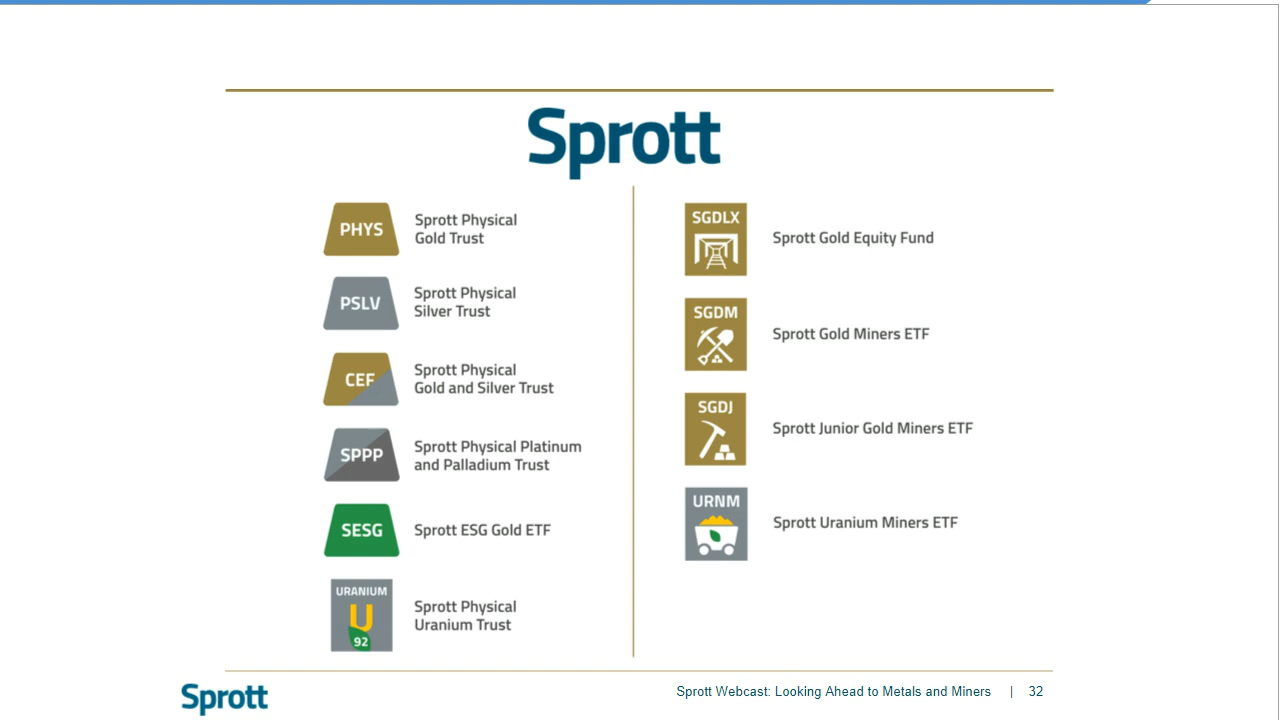 Sprott
PHYS
Sprott Physical
Gold Trust
PSLV
Sprott Physical
Silver Trust
CEF
Sprott Physical
Gold and Silver Trust
SPPP
Sprott Physical Platinum
and Palladium Trust
SESG
Sprott ESG Gold ETF
URANIUM
U
92
Sprott Physical
Uranium Trust
SGDLX
Sprott Gold Equity Fund
SGDM
Sprott Gold Miners ETF
SGDJ
Sprott Junior Gold Miners ETF
URNM
Sprott Uranium Miners ETF
Sprott
Sprott Webcast: Looking Ahead to Metals and Miners | 32